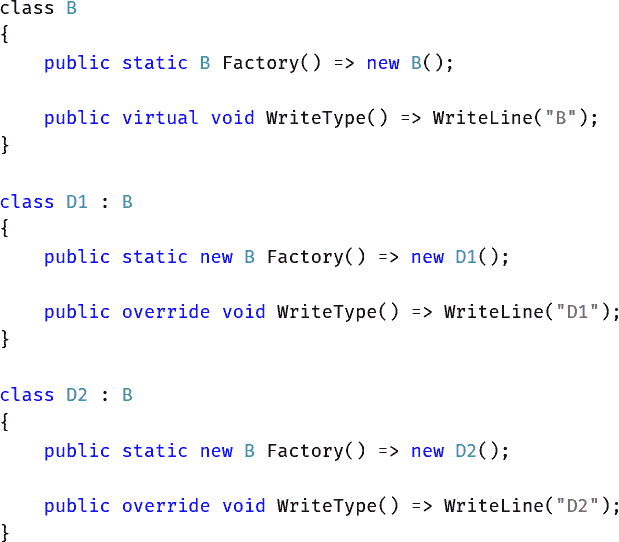 class B
{
    public static B Factory() => new B();

    public virtual void WriteType() => WriteLine("B");
}

class D1 : B
{
    public static new B Factory() => new D1();

    public override void WriteType() => WriteLine("D1");
}

class D2 : B
{
    public static new B Factory() => new D2();

    public override void WriteType() => WriteLine("D2");
}